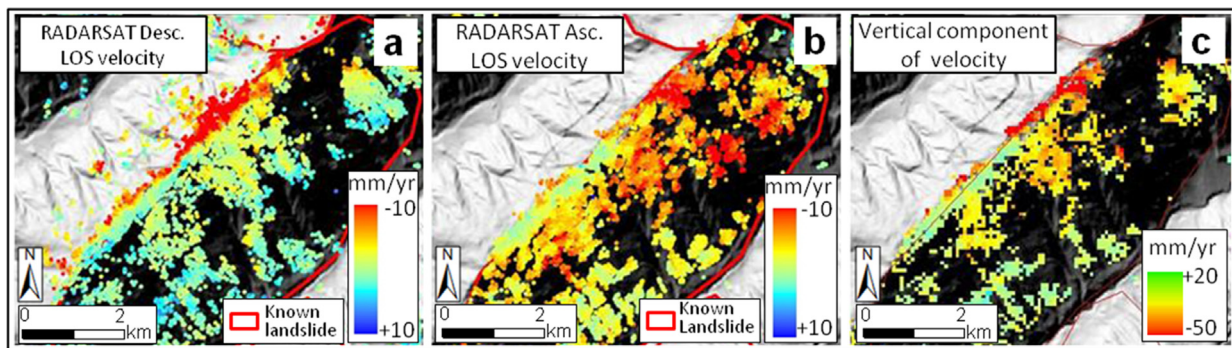 RADARSAT Desc.
LOS velocity
a
mm/yr
-10
+10
N
0 2
km
Known
landslide
RADARSAT Asc.
LOS velocity
b
mm/yr
-10
+10
N
0 2
km
Known
Landslide
Vertical component
of velocity
c
mm/yr
+20
-50
N
0 2
km